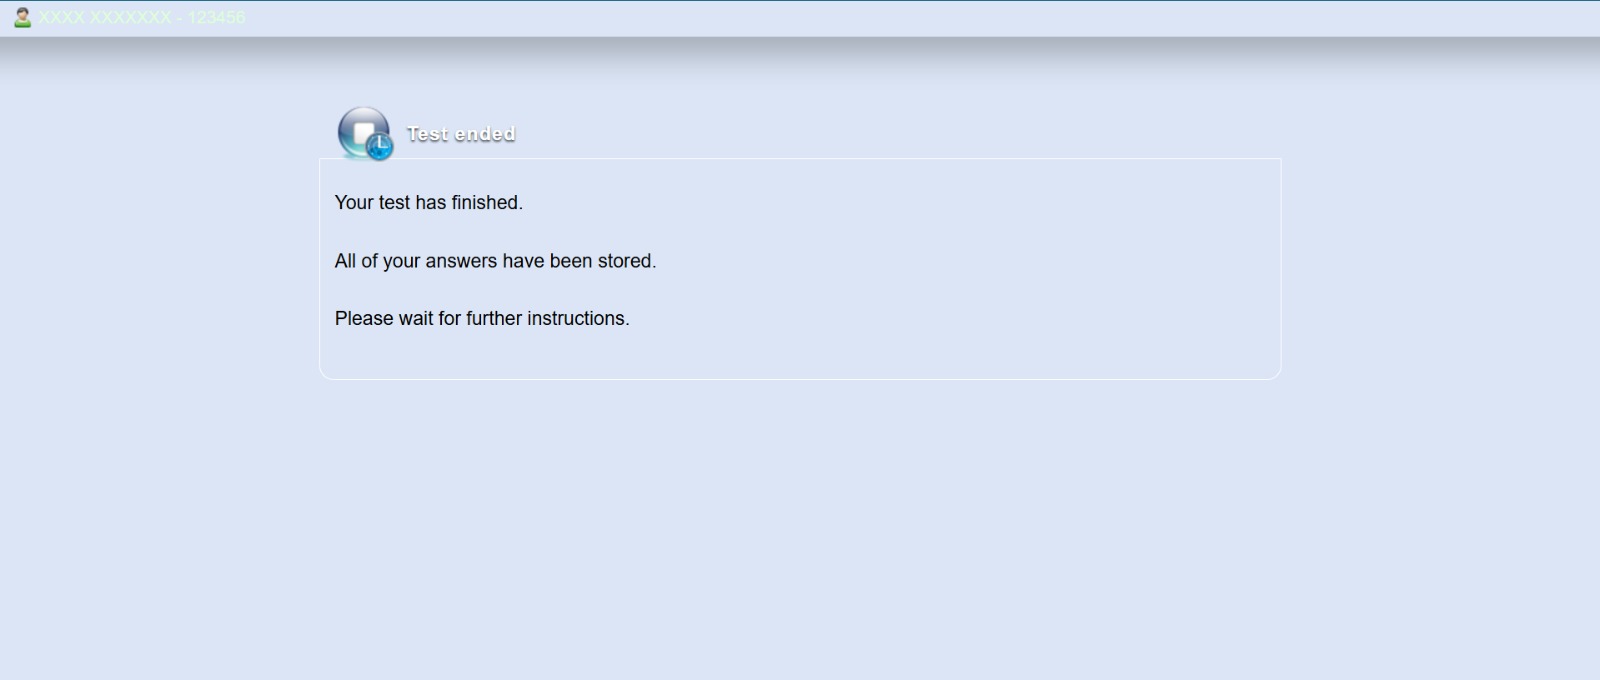 XXXX XXXXXXX - 123456
Test ended
Your test has finished.
All of your answers have been stored.
Please wait for further instructions.